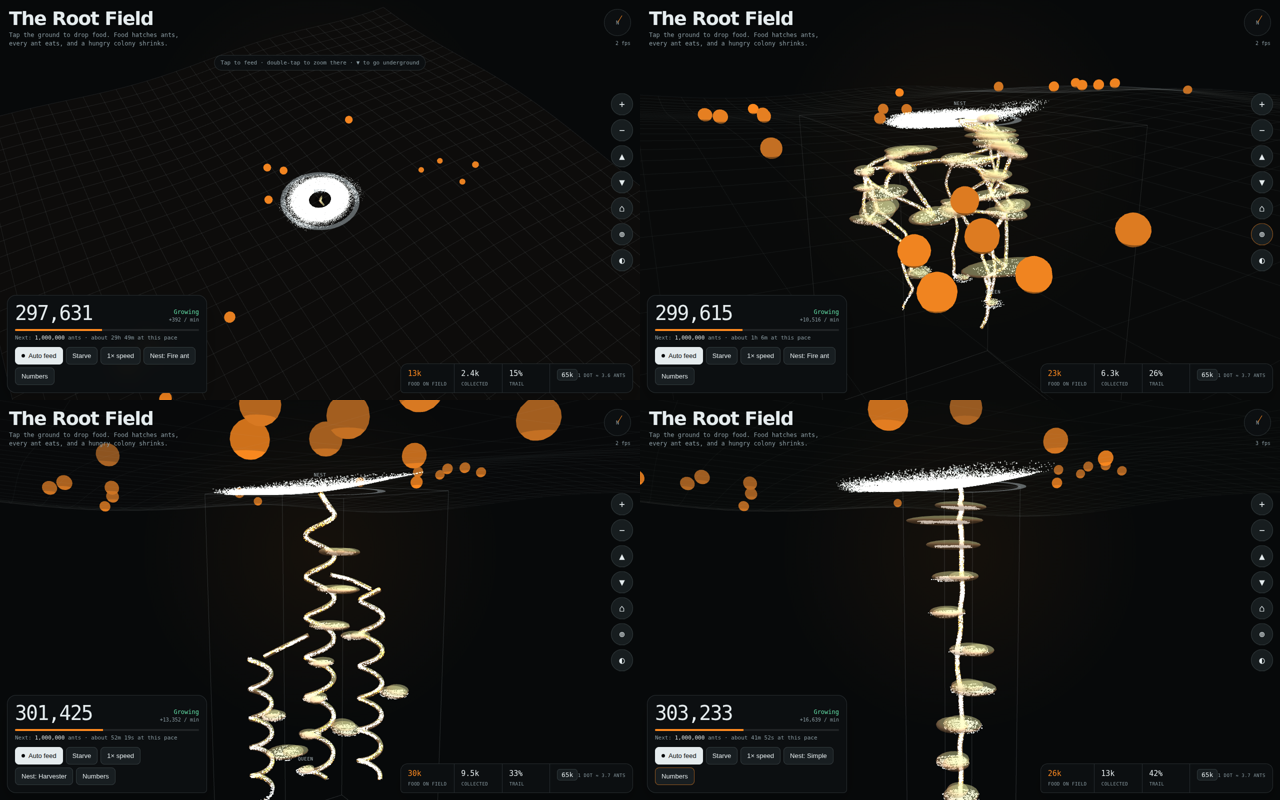 The Root Field
Tap the ground to drop food. Food hatches ants,
every ant eats, and a hungry colony shrinks.
2 fps
Tap to feed · double-tap to zoom there · ▼ to go underground
297,631
Growing
+392 / min
Next: 1,000,000 ants · about 29h 49m at this pace
Auto feed
Starve
1× speed
Nest: Fire ant
Numbers
13k
FOOD ON FIELD
2.4k
COLLECTED
15%
TRAIL
65k
1 DOT = 3.6 ANTS
The Root Field
Tap the ground to drop food. Food hatches ants,
every ant eats, and a hungry colony shrinks.
2 fps
NEST
QUEEN
299,615
Growing
+10,516 / min
Next: 1,000,000 ants · about 1h 6m at this pace
Auto feed
Starve
1× speed
Nest: Fire ant
Numbers
23k
FOOD ON FIELD
6.3k
COLLECTED
26%
TRAIL
65k
1 DOT = 3.7 ANTS
The Root Field
Tap the ground to drop food. Food hatches ants,
every ant eats, and a hungry colony shrinks.
2 fps
NEST
QUEEN
301,425
Growing
+13,352 / min
Next: 1,000,000 ants · about 52m 19s at this pace
Auto feed
Starve
1× speed
Nest: Harvester
Numbers
30k
FOOD ON FIELD
9.5k
COLLECTED
33%
TRAIL
65k
1 DOT = 3.7 ANTS
The Root Field
Tap the ground to drop food. Food hatches ants,
every ant eats, and a hungry colony shrinks.
3 fps
303,233
Growing
+16,639 / min
Next: 1,000,000 ants · about 41m 52s at this pace
Auto feed
Starve
1× speed
Nest: Simple
Numbers
26k
FOOD ON FIELD
13k
COLLECTED
42%
TRAIL
65k
1 DOT = 3.7 ANTS